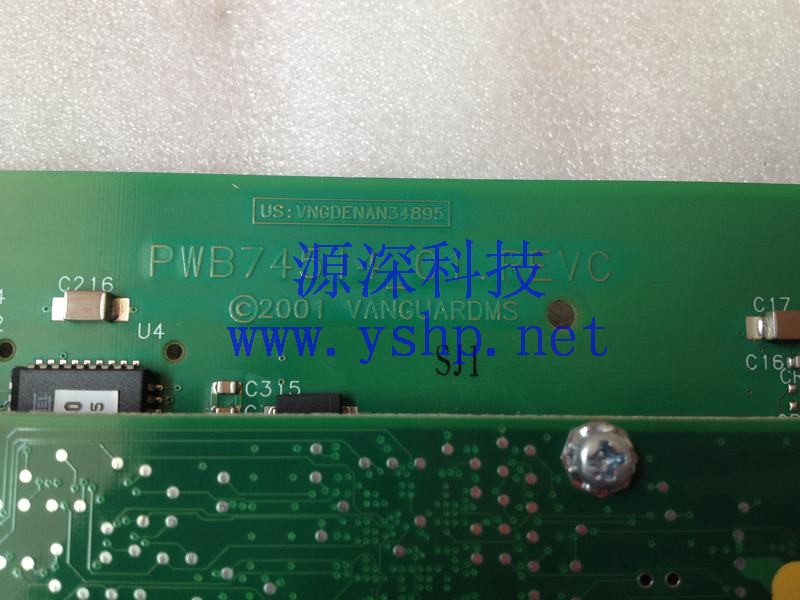 US:VNGDENAN34895
源深科技
©2001 VANGUARDMS
www.yshp.net
C216
U4
SJ1
C17
C16
C315